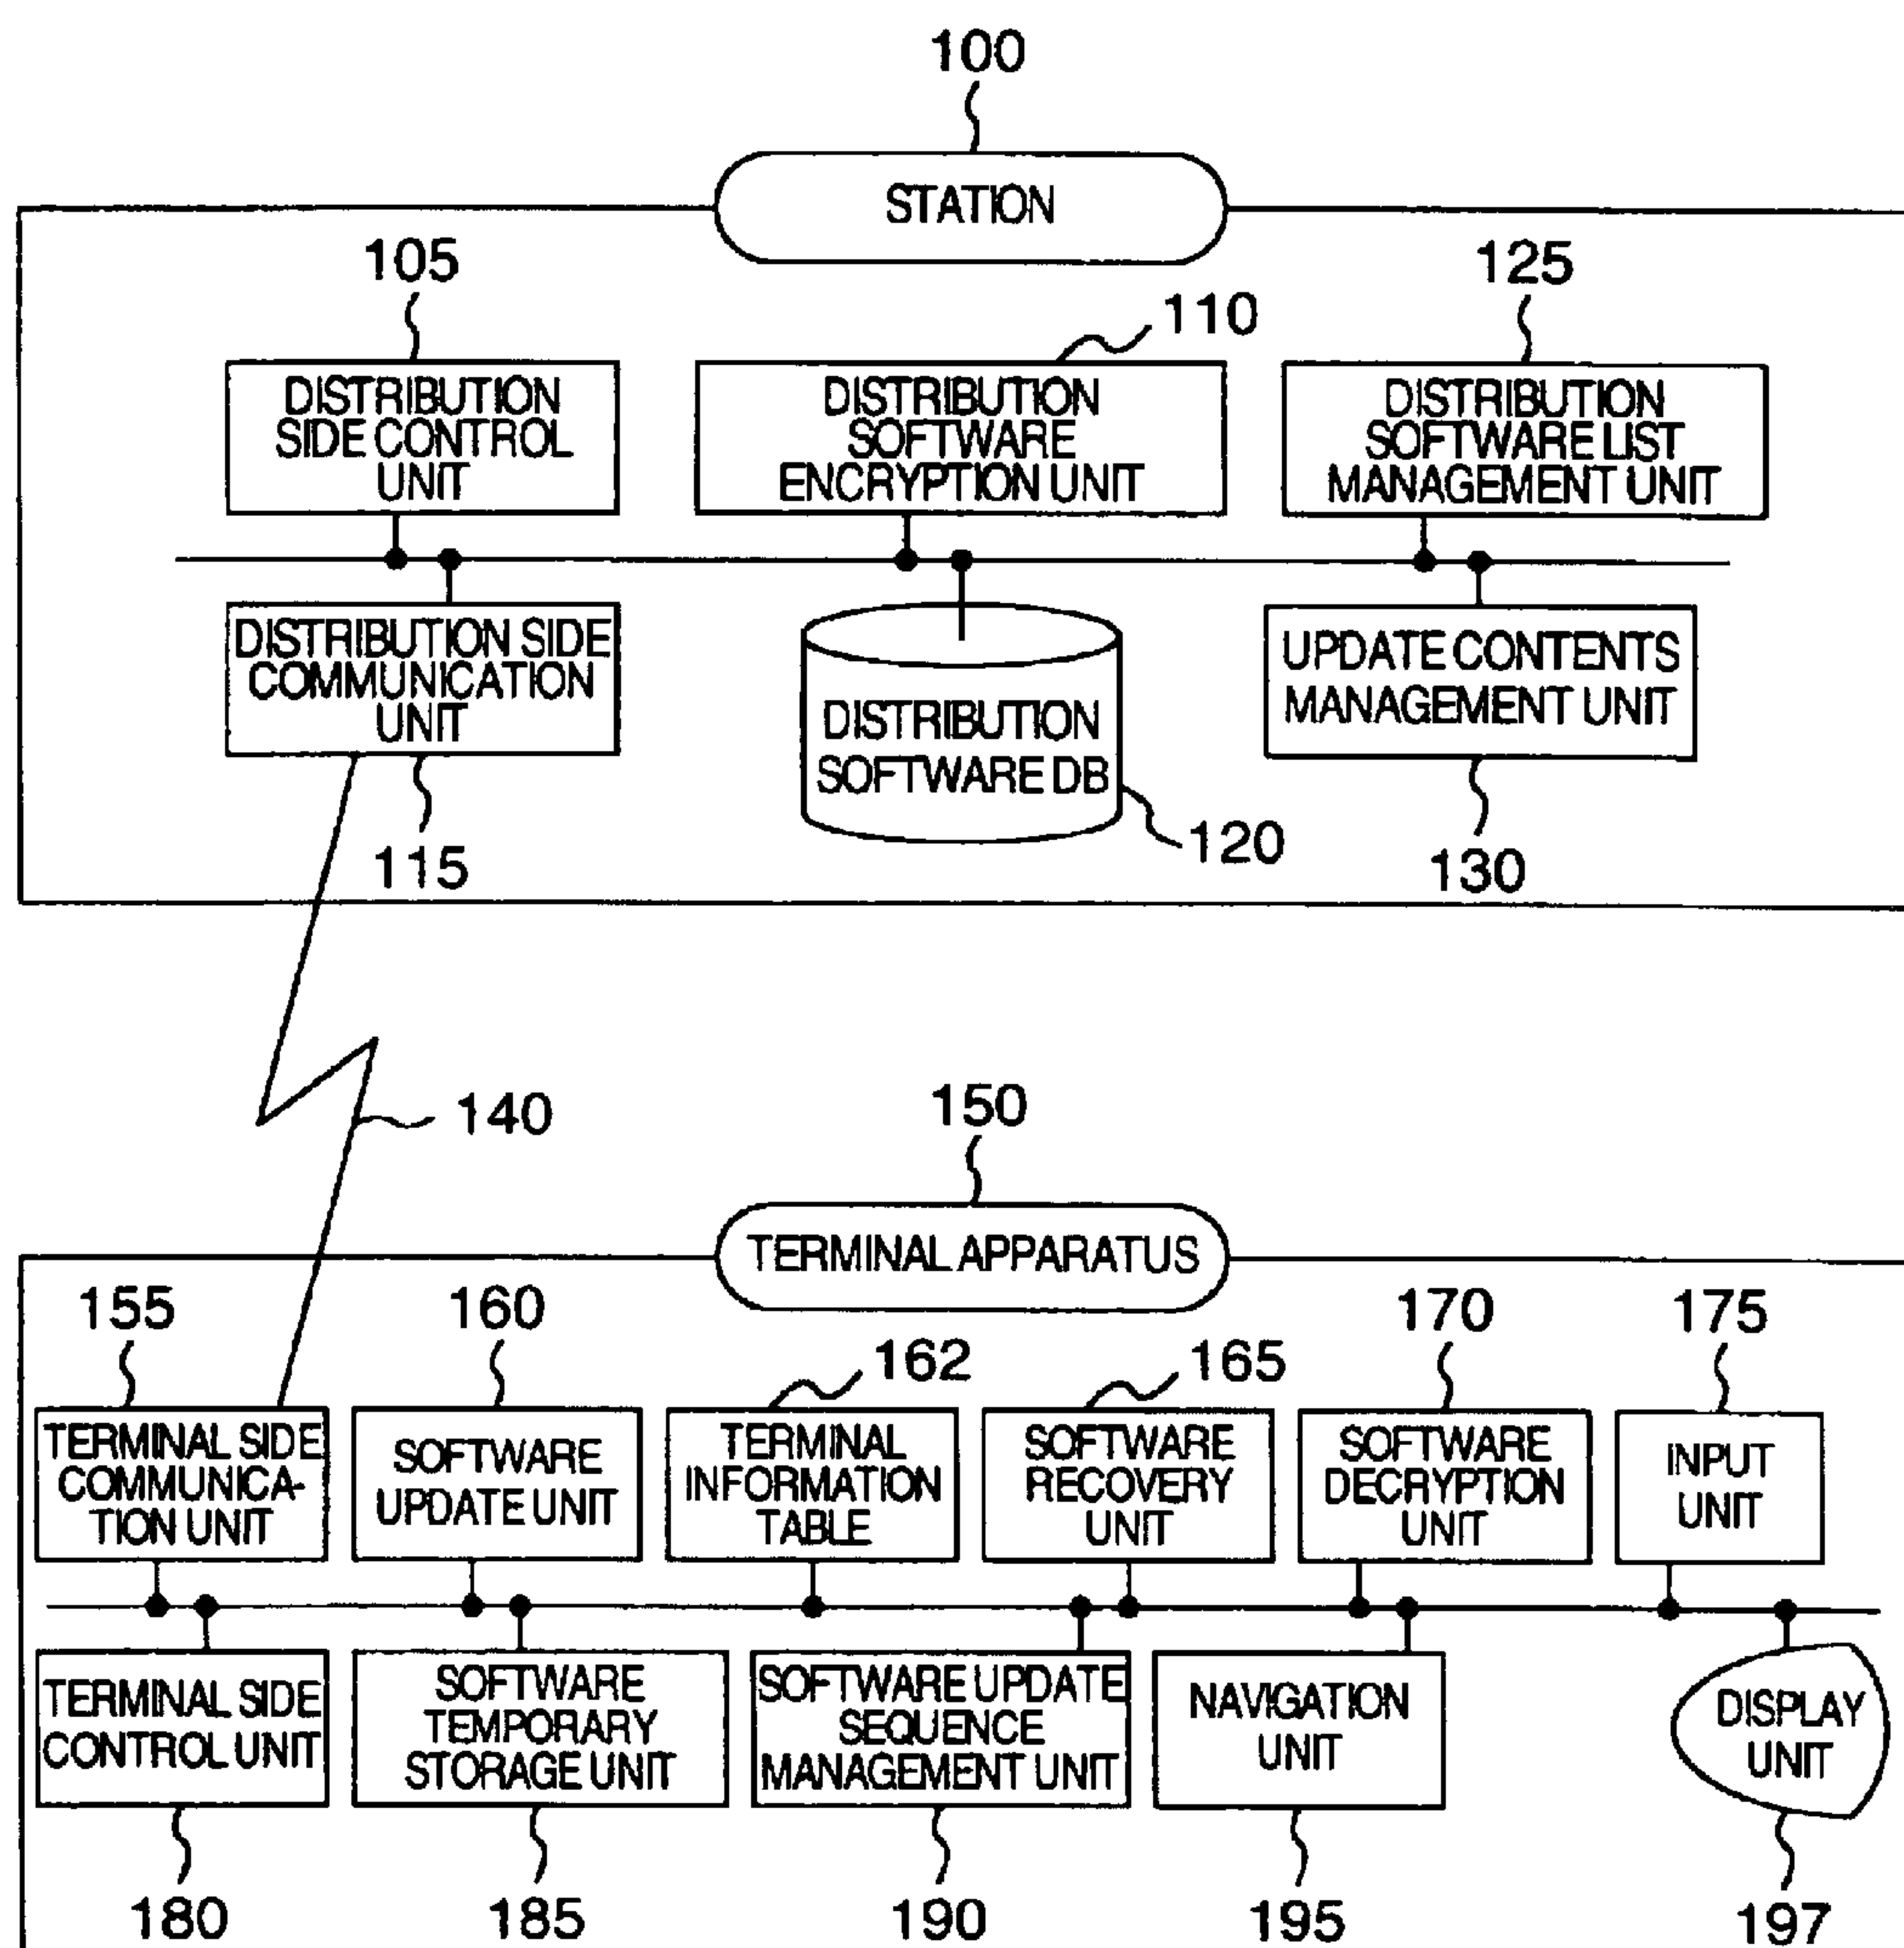 100
STATION
105
110
125
DISTRIBUTION
SIDE CONTROL
UNIT
DISTRIBUTION
SOFTWARE
ENCRYPTION UNIT
DISTRIBUTION
SOFTWARE LIST
MANAGEMENT UNIT
DISTRIBUTION SIDE
COMMUNICATION
UNIT
DISTRIBUTION
SOFTWARE DB
UPDATE CONTENTS
MANAGEMENT UNIT
115
120
130
140
150
TERMINAL APPARATUS
155
160
162
165
170
175
TERMINAL SIDE
COMMUNICA-
TION UNIT
SOFTWARE
UPDATE UNIT
TERMINAL
INFORMATION
TABLE
SOFTWARE
RECOVERY
UNIT
SOFTWARE
DECRYPTION
UNIT
INPUT
UNIT
TERMINAL SIDE
CONTROL UNIT
SOFTWARE
TEMPORARY
STORAGE UNIT
SOFTWARE UPDATE
SEQUENCE
MANAGEMENT UNIT
NAVIGATION
UNIT
DISPLAY
UNIT
180
185
190
195
197